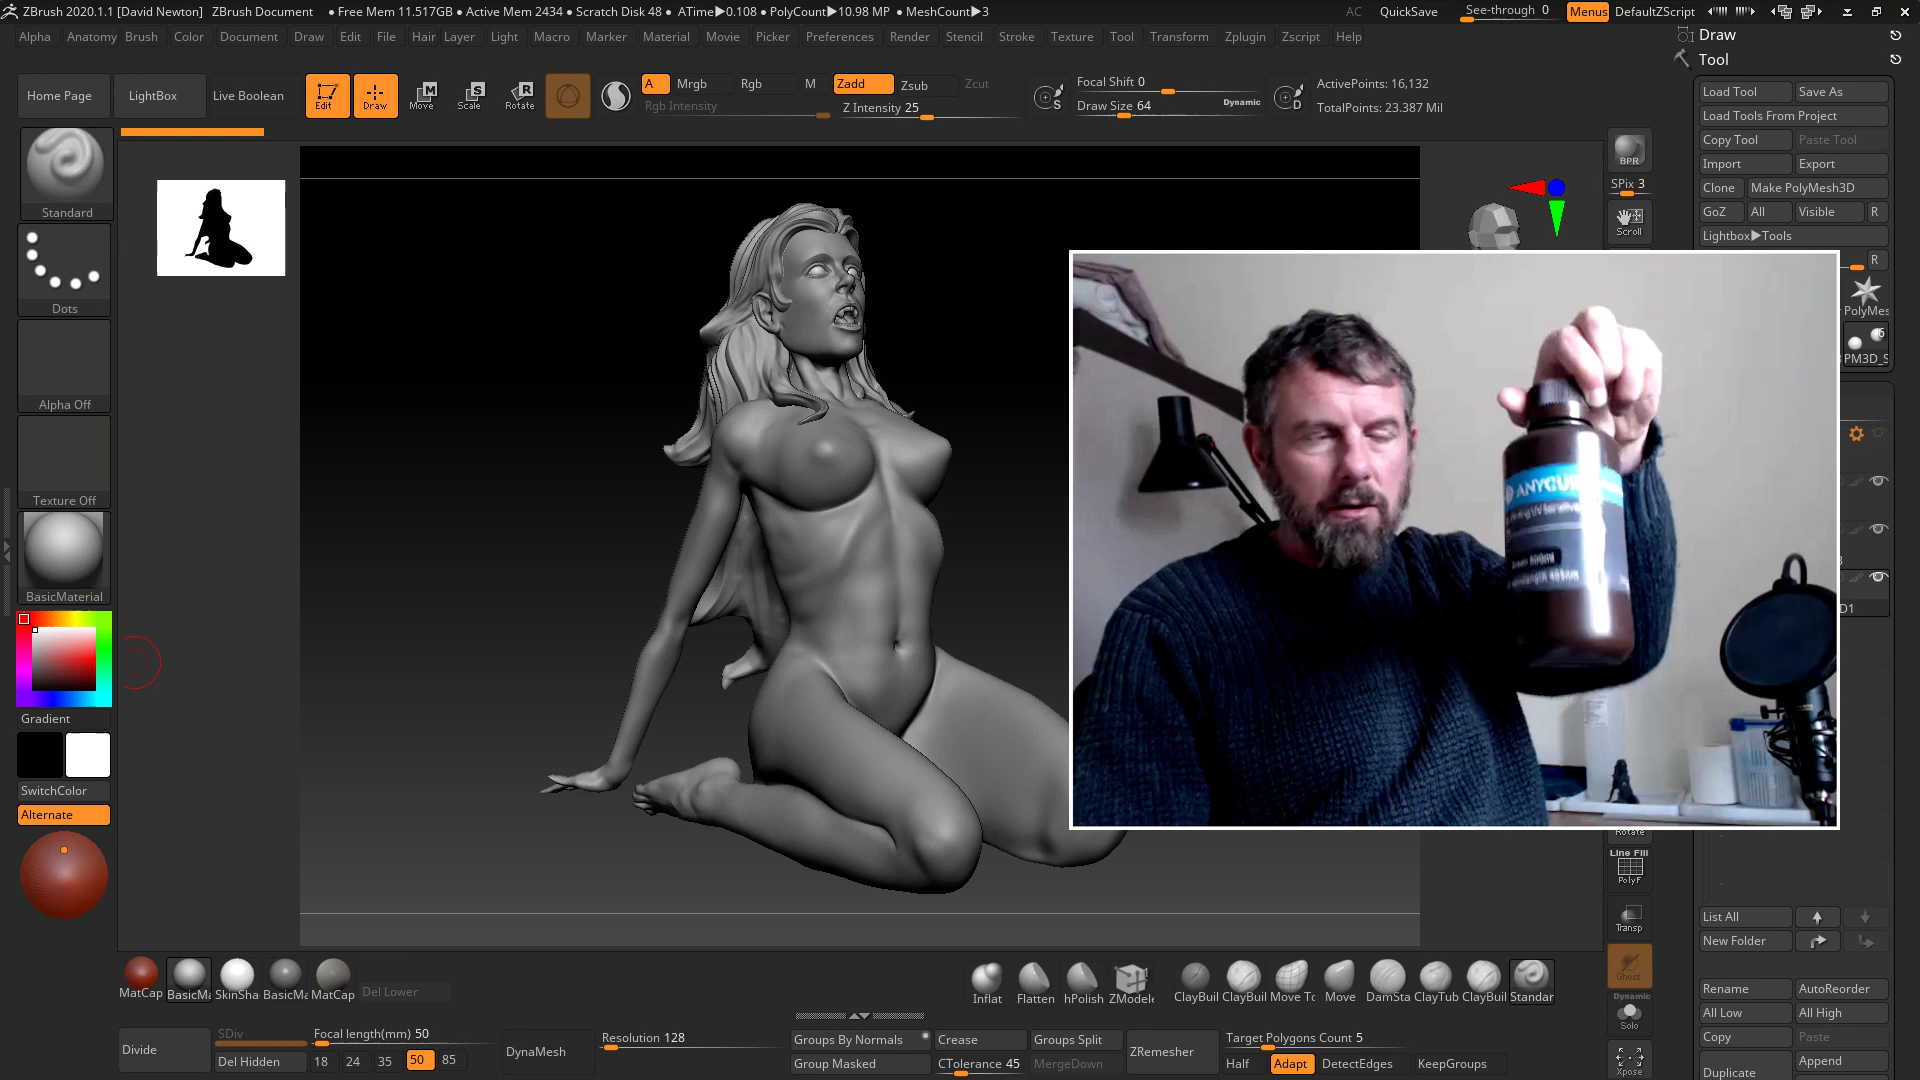 ZBrush 2020.1.1 [David Newton] ZBrush Document • Free Mem 11.517GB • Active Mem 2434 • Scratch Disk 48 • ATime▶0.108 • PolyCount▶10.98 MP • MeshCount▶3 AC QuickSave See-through 0 Menus DefaultZScript
Alpha Anatomy Brush Color Document Draw Edit File Hair Layer Light Macro Marker Material Movie Picker Preferences Render Stencil Stroke Texture Tool Transform Zplugin Zscript Help
Draw
Tool
Home Page LightBox Live Boolean Edit Draw Move Scale Rotate
A Mrgb Rgb M Zadd Zsub Zcut
Rgb Intensity Z Intensity 25
Focal Shift 0
Draw Size 64 Dynamic
ActivePoints: 16,132
TotalPoints: 23.387 Mil
Load Tool Save As
Load Tools From Project
Copy Tool Paste Tool
Import Export
Clone Make PolyMesh3D
GoZ All Visible R
Lightbox▶Tools
R
PolyMes
6
PM3D_S
BPR
SPix 3
Scroll
Standard
Dots
Alpha Off
Texture Off
BasicMaterial
Gradient
SwitchColor
Alternate
ANYCU
D1
Rotate
Line Fill
PolyF
Transp
Ghost
Dynamic
Solo
Xpose
List All
New Folder
Rename AutoReorder
All Low All High
Copy Paste
Duplicate Append
MatCap BasicMa SkinSha BasicMa MatCap Del Lower
Inflat Flatten hPolish ZModele ClayBuil ClayBuil Move Tc Move DamSta ClayTub ClayBuil Standar
Divide
SDiv
Del Hidden
Focal length(mm) 50
18 24 35 50 85
DynaMesh
Resolution 128
Groups By Normals Crease Groups Split
Group Masked CTolerance 45 MergeDown
ZRemesher
Target Polygons Count 5
Half Adapt DetectEdges KeepGroups